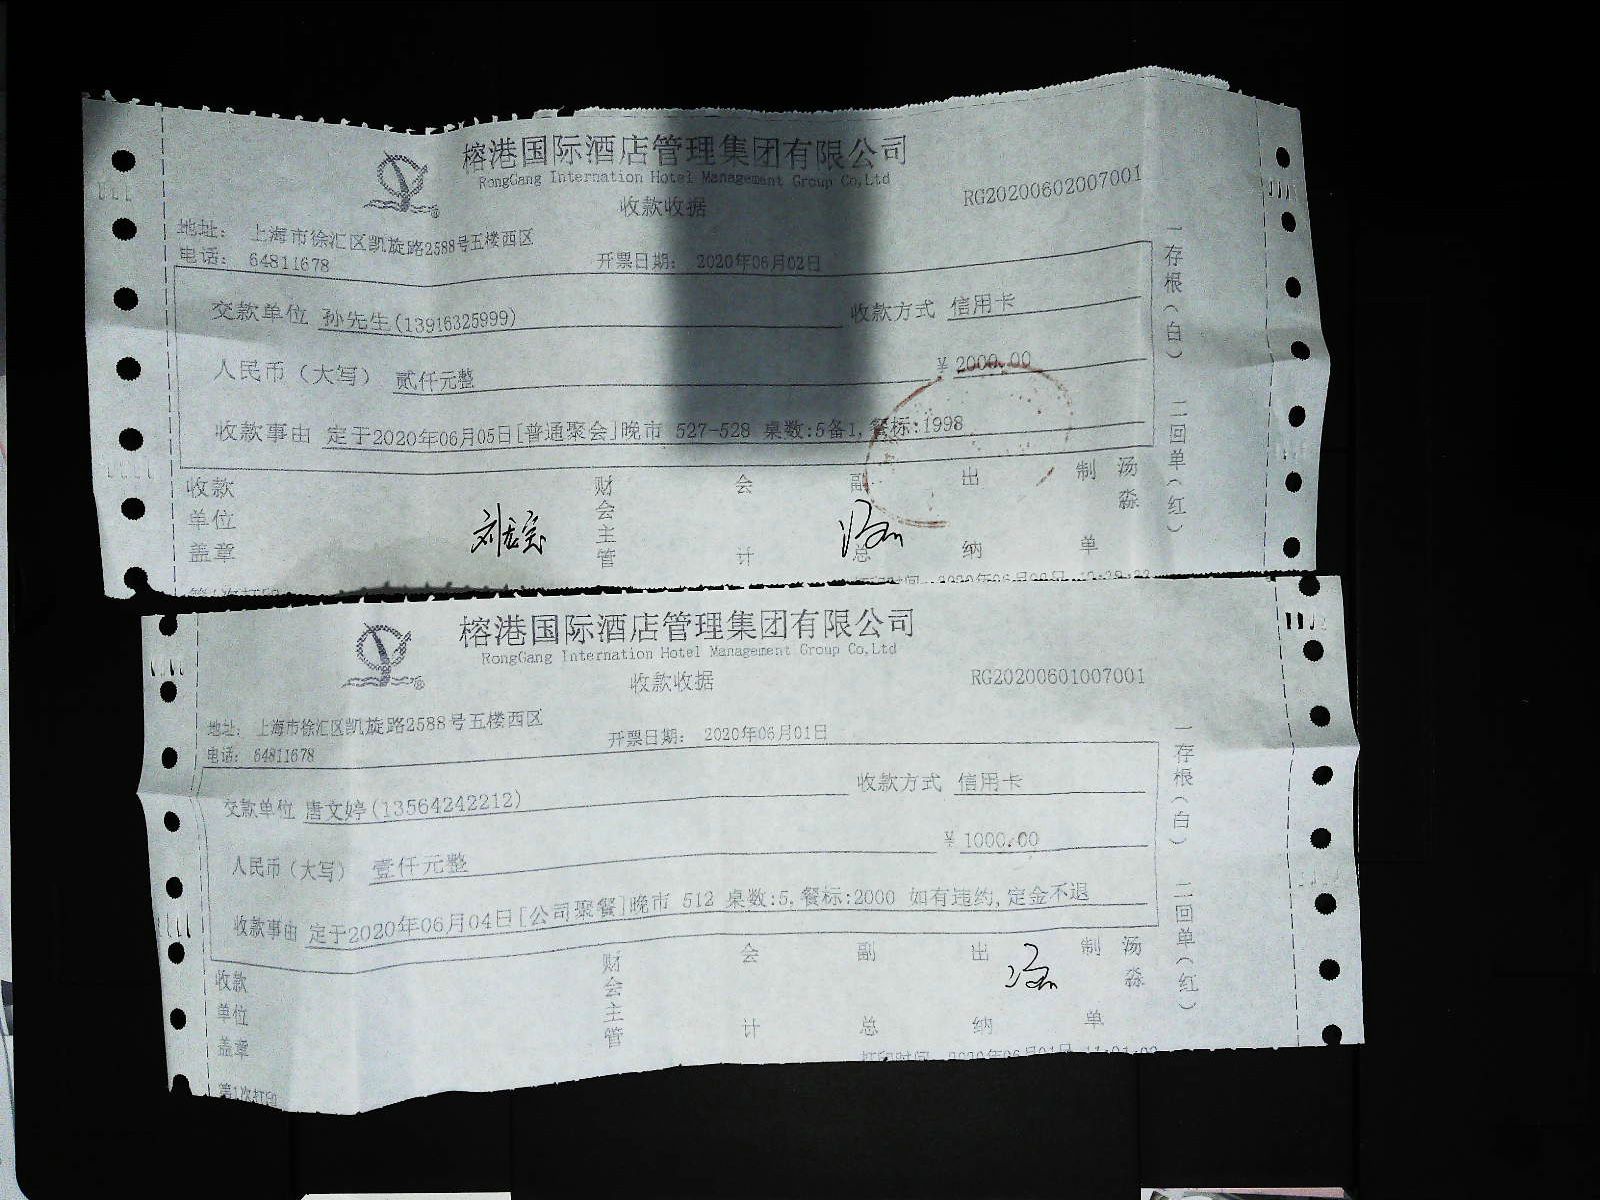 榕港国际酒店管理集团有限公司
RongGang Internation Hotel Management Group Co,Ltd
收款收据
RG20200602007001
地址： 上海市徐汇区凯旋路2588号五楼西区
电话： 64811678
开票日期： 2020年06月02日
交款单位 孙先生(13916325999)
收款方式 信用卡
人民币（大写） 贰仟元整
¥ 2000.00
收款事由 定于2020年06月05日[普通聚会]晚市 527-528 桌数:5备1,餐标:1998
收款单位盖章
财会主管
会计
副总
出纳
制单
汤淼
一存根（白） 二回单（红）
榕港国际酒店管理集团有限公司
RongGang Internation Hotel Management Group Co,Ltd
收款收据
RG20200601007001
地址： 上海市徐汇区凯旋路2588号五楼西区
电话： 64811678
开票日期： 2020年06月01日
交款单位 唐文婷(13564242212)
收款方式 信用卡
人民币（大写） 壹仟元整
¥ 1000.00
收款事由 定于2020年06月04日[公司聚餐]晚市 512 桌数:5,餐标:2000 如有违约,定金不退
收款单位盖章
财会主管
会计
副总
出纳
制单
汤淼
一存根（白） 二回单（红）
第1次打印